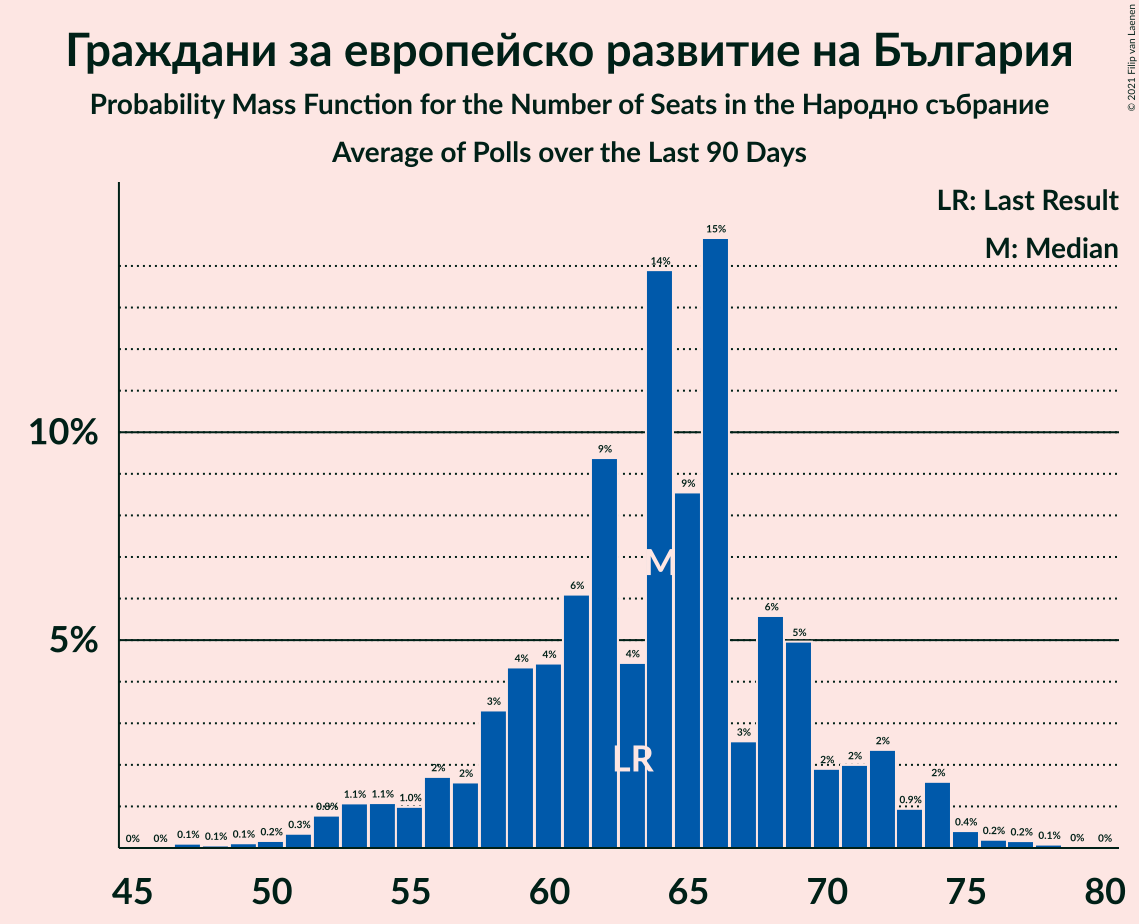 Граждани за европейско развитие на България
Probability Mass Function for the Number of Seats in the Народно събрание
Average of Polls over the Last 90 Days
© 2021 Filip van Laenen
LR: Last Result
M: Median
10%
5%
0% 0% 0.1% 0.1% 0.1% 0.2% 0.3% 0.8% 1.1% 1.1% 1.0% 2% 2% 3% 4% 4% 6% 9% 4% 14% 9% 15% 3% 6% 5% 2% 2% 2% 0.9% 2% 0.4% 0.2% 0.2% 0.1% 0% 0%
M
LR
45 50 55 60 65 70 75 80